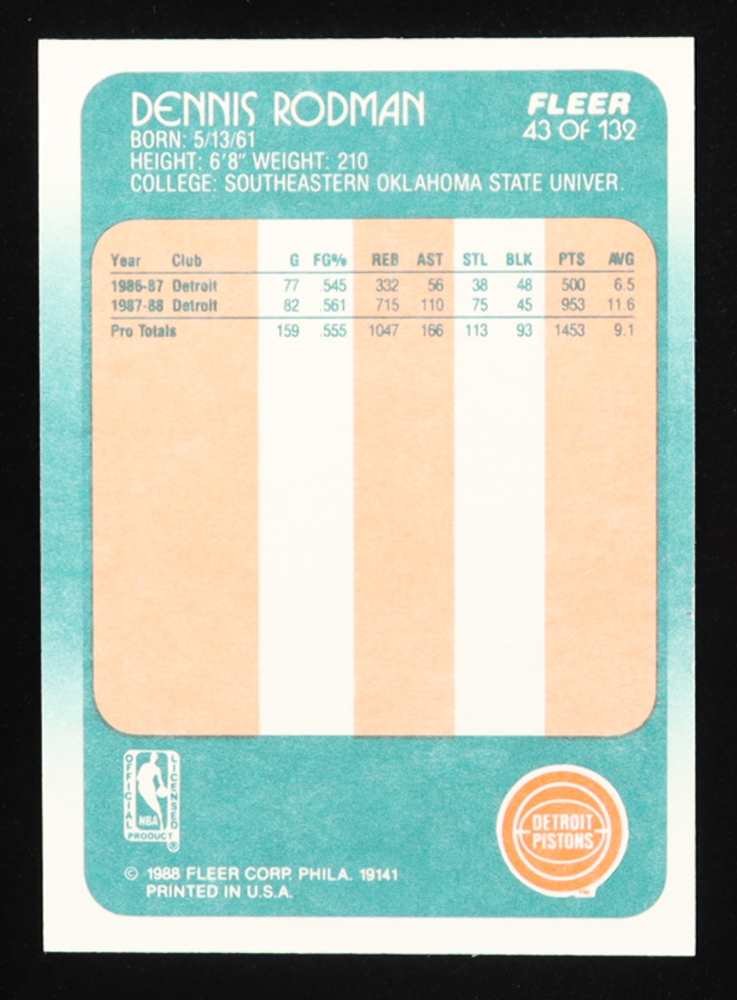 DENNIS RODMAN
FLEER
43 OF 132
BORN: 5/13/61
HEIGHT: 6'8" WEIGHT: 210
COLLEGE: SOUTHEASTERN OKLAHOMA STATE UNIVER.
Year Club G FG% REB AST STL BLK PTS AVG
1986-87 Detroit 77 .545 332 56 38 48 500 6.5
1987-88 Detroit 82 .561 715 110 75 45 953 11.6
Pro Totals 159 .555 1047 166 113 93 1453 9.1
OFFICIAL
LICENSED
NBA
PRODUCT
®
DETROIT
PISTONS
TM
© 1988 FLEER CORP. PHILA. 19141
PRINTED IN U.S.A.